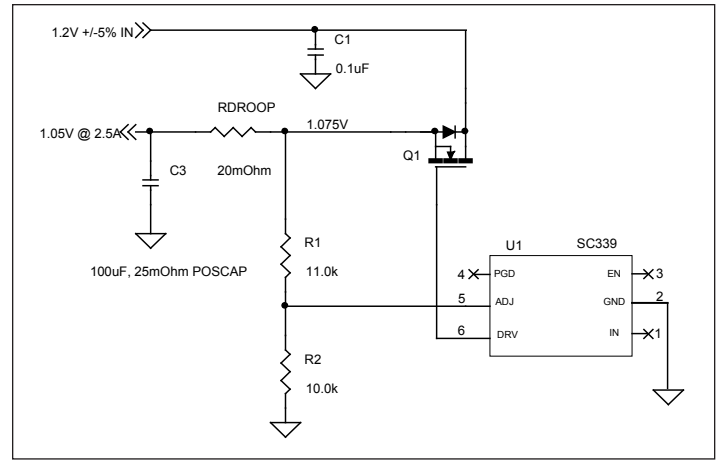 1.2V +/-5% IN
C1
0.1uF
RDROOP
1.05V @ 2.5A
1.075V
Q1
C3
20mOhm
U1
SC339
R1
4
PGD
EN
3
100uF, 25mOhm POSCAP
11.0k
5
ADJ
GND
2
6
DRV
IN
1
R2
10.0k